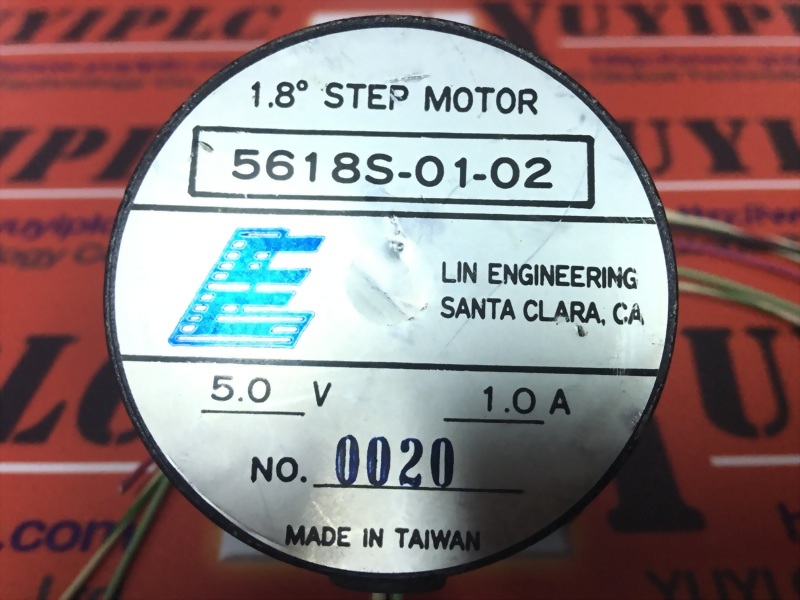 1.8° STEP MOTOR
5618S-01-02
LIN ENGINEERING
SANTA CLARA, CA
5.0 V 1.0 A
NO. 0020
MADE IN TAIWAN
YUYIPLC